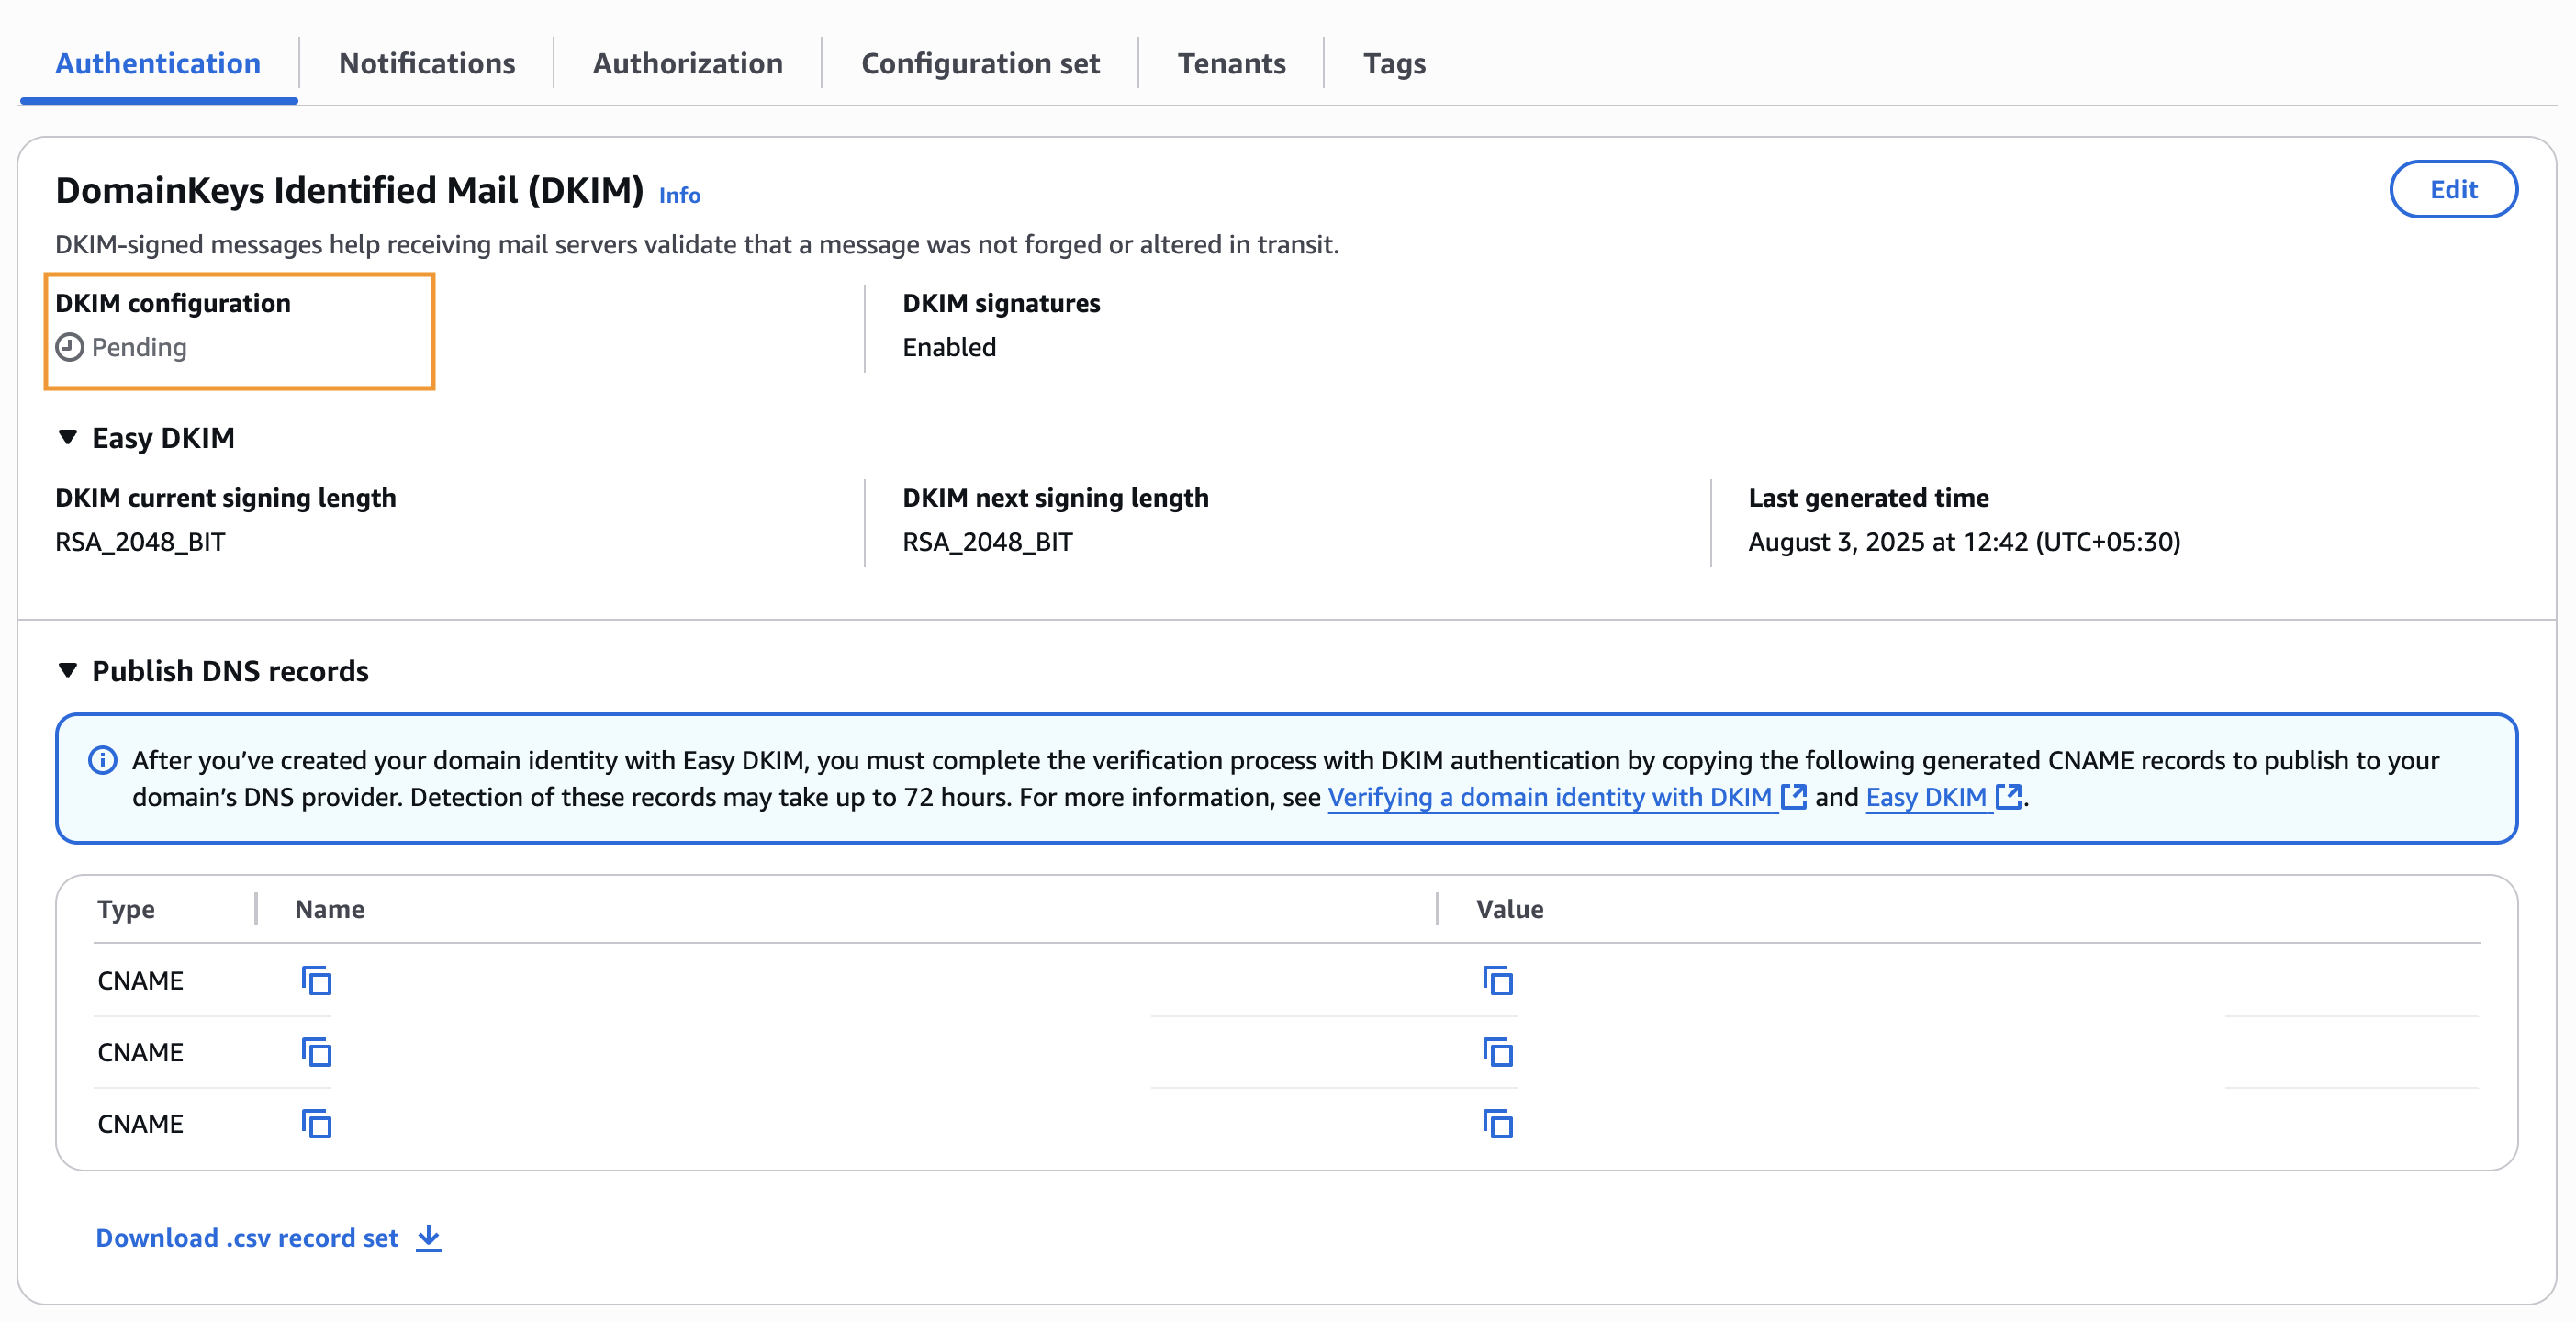 Authentication
Notifications
Authorization
Configuration set
Tenants
Tags
DomainKeys Identified Mail (DKIM) Info
Edit
DKIM-signed messages help receiving mail servers validate that a message was not forged or altered in transit.
DKIM configuration
Pending
DKIM signatures
Enabled
Easy DKIM
DKIM current signing length
RSA_2048_BIT
DKIM next signing length
RSA_2048_BIT
Last generated time
August 3, 2025 at 12:42 (UTC+05:30)
Publish DNS records
After you’ve created your domain identity with Easy DKIM, you must complete the verification process with DKIM authentication by copying the following generated CNAME records to publish to your
domain’s DNS provider. Detection of these records may take up to 72 hours. For more information, see Verifying a domain identity with DKIM and Easy DKIM.
Type
Name
Value
CNAME
CNAME
CNAME
Download .csv record set